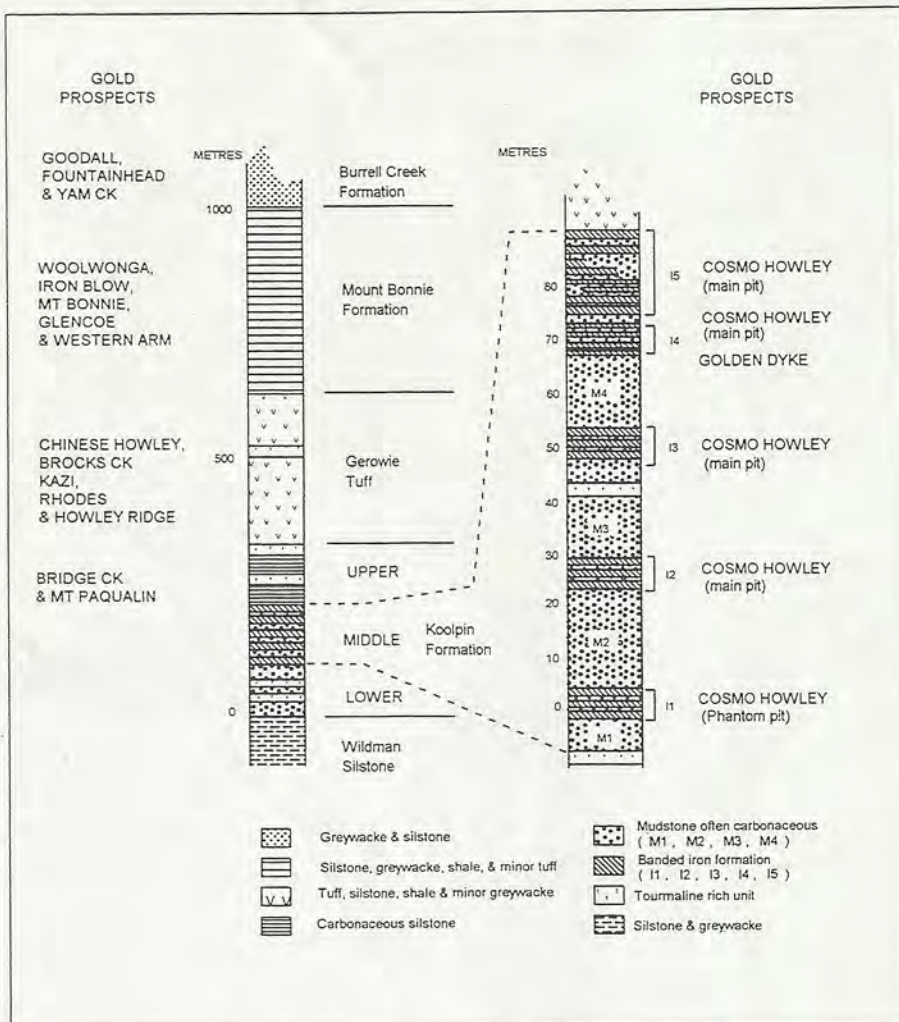 GOLD
PROSPECTS
GOODALL,
FOUNTAINHEAD
& YAM CK
WOOLWONGA,
IRON BLOW,
MT BONNIE,
GLENCOE
& WESTERN ARM
CHINESE HOWLEY,
BROCKS CK
KAZI,
RHODES
& HOWLEY RIDGE
BRIDGE CK
& MT PAQUALIN
METRES
1000
500
0
Burrell Creek
Formation
Mount Bonnie
Formation
Gerowie
Tuff
UPPER
MIDDLE
LOWER
Koolpin
Formation
Wildman
Silstone
METRES
80
70
60
50
40
30
20
10
0
M4
M3
M2
M1
I5
I4
I3
I2
I1
GOLD
PROSPECTS
COSMO HOWLEY
(main pit)
COSMO HOWLEY
(main pit)
GOLDEN DYKE
COSMO HOWLEY
(main pit)
COSMO HOWLEY
(main pit)
COSMO HOWLEY
(Phantom pit)
Greywacke & silstone
Silstone, greywacke, shale, & minor tuff
Tuff, silstone, shale & minor greywacke
Carbonaceous silstone
Mudstone often carbonaceous
( M1 , M2 , M3 , M4 )
Banded iron formation
( I1 , I2 , I3 , I4 , I5 )
Tourmaline rich unit
Silstone & greywacke